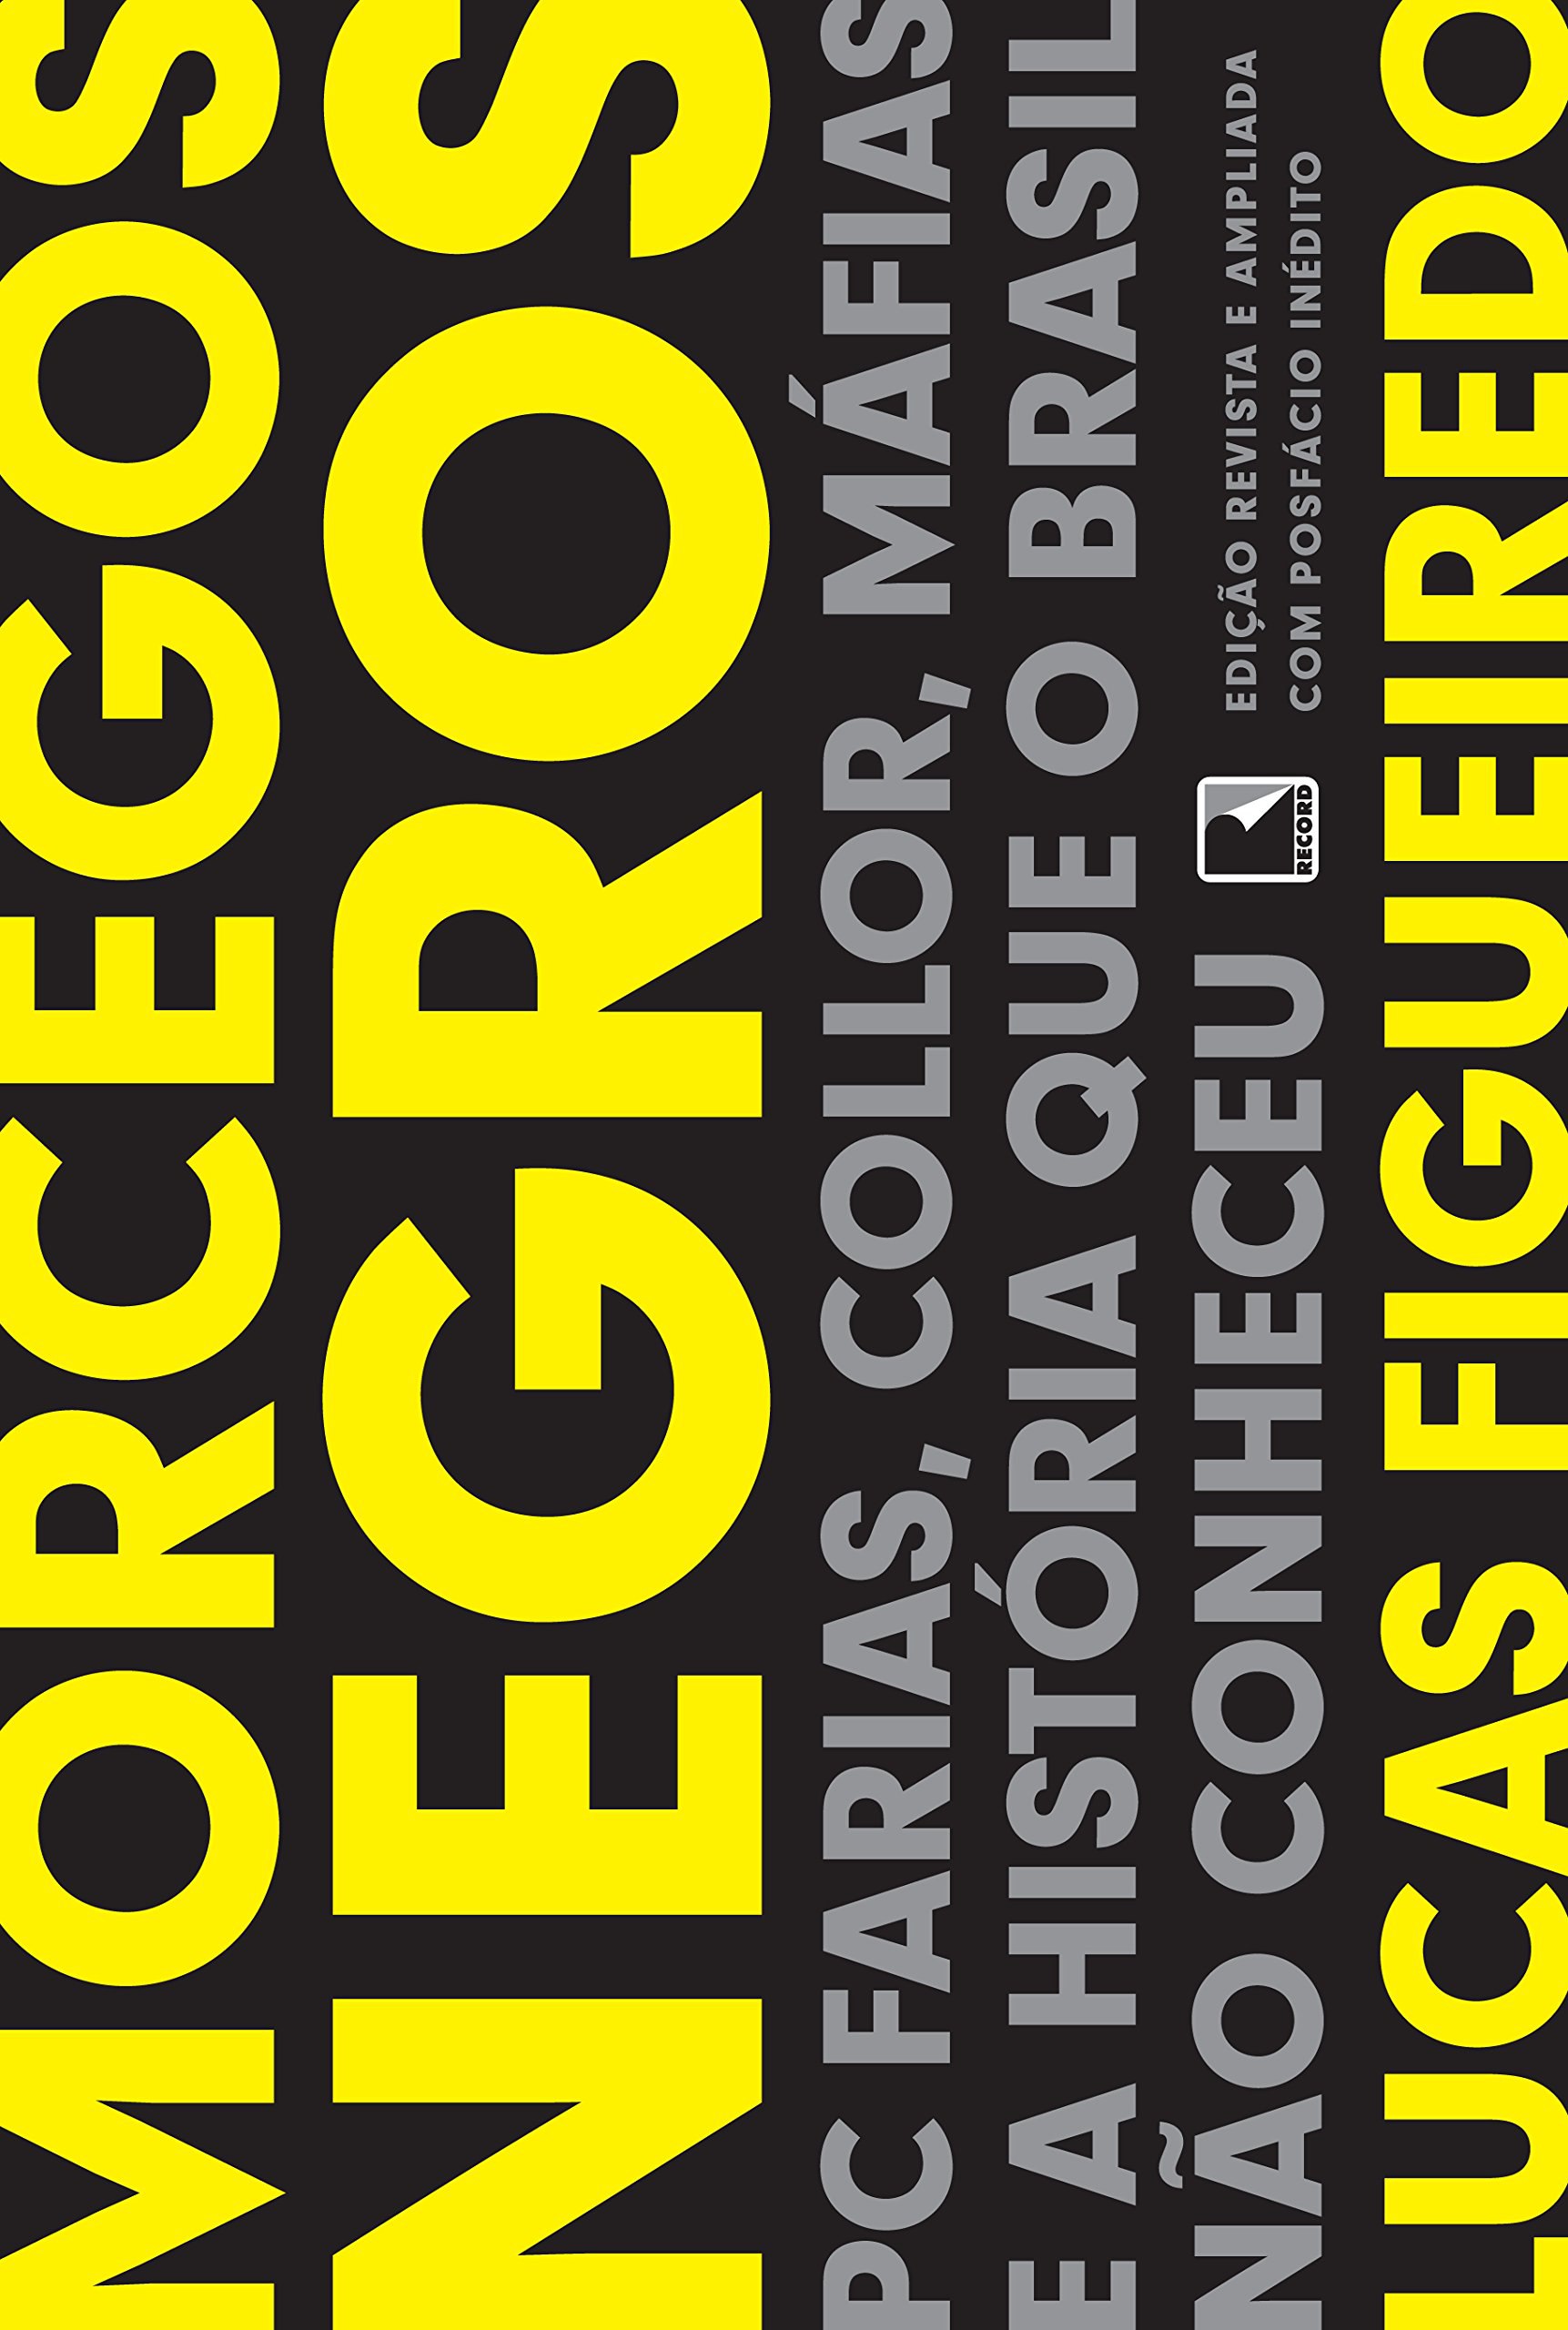 MORCEGOS
NEGROS
PC FARIAS, COLLOR, MÁFIAS
E A HISTÓRIA QUE O BRASIL
NÃO CONHECEU
RECORD
EDIÇÃO REVISTA E AMPLIADA
COM POSFÁCIO INÉDITO
LUCAS FIGUEIREDO